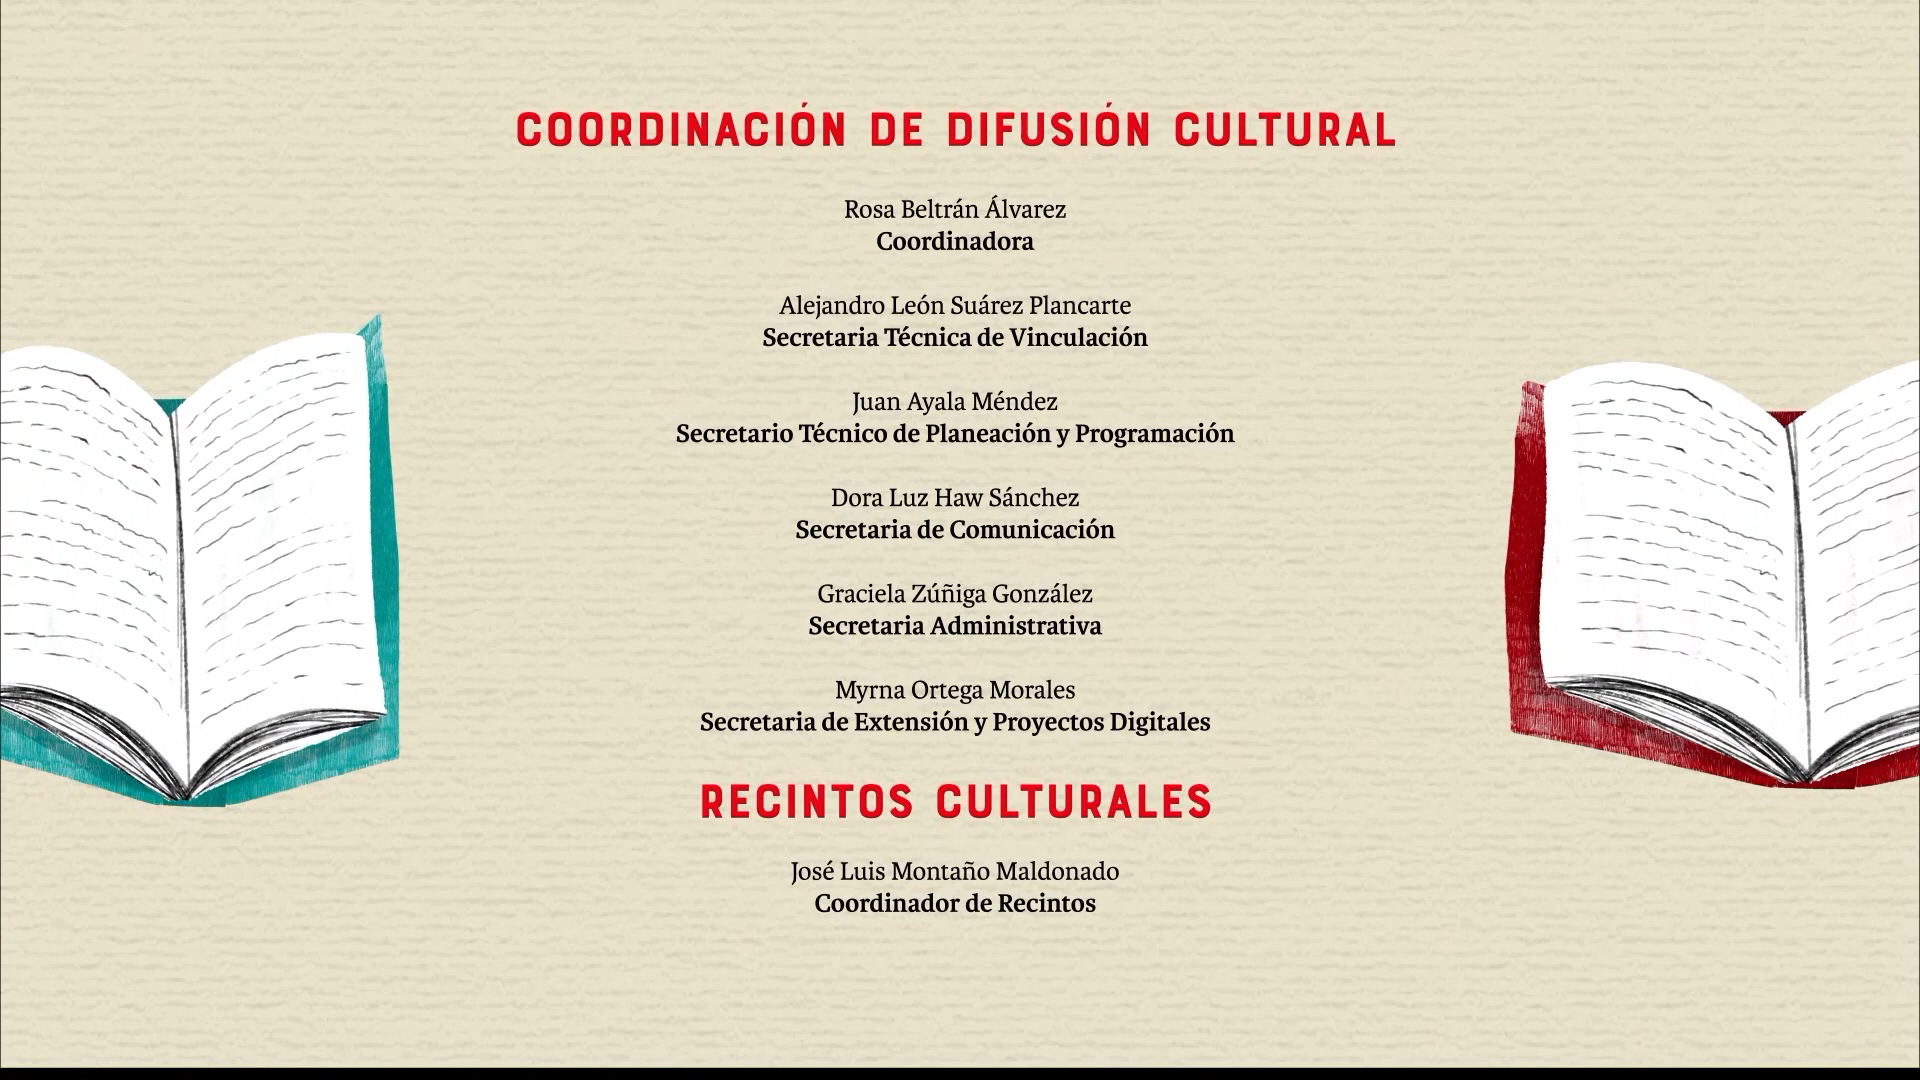 COORDINACIÓN DE DIFUSIÓN CULTURAL
Rosa Beltrán Álvarez
Coordinadora
Alejandro León Suárez Plancarte
Secretaria Técnica de Vinculación
Juan Ayala Méndez
Secretario Técnico de Planeación y Programación
Dora Luz Haw Sánchez
Secretaria de Comunicación
Graciela Zúñiga González
Secretaria Administrativa
Myrna Ortega Morales
Secretaria de Extensión y Proyectos Digitales
RECINTOS CULTURALES
José Luis Montaño Maldonado
Coordinador de Recintos